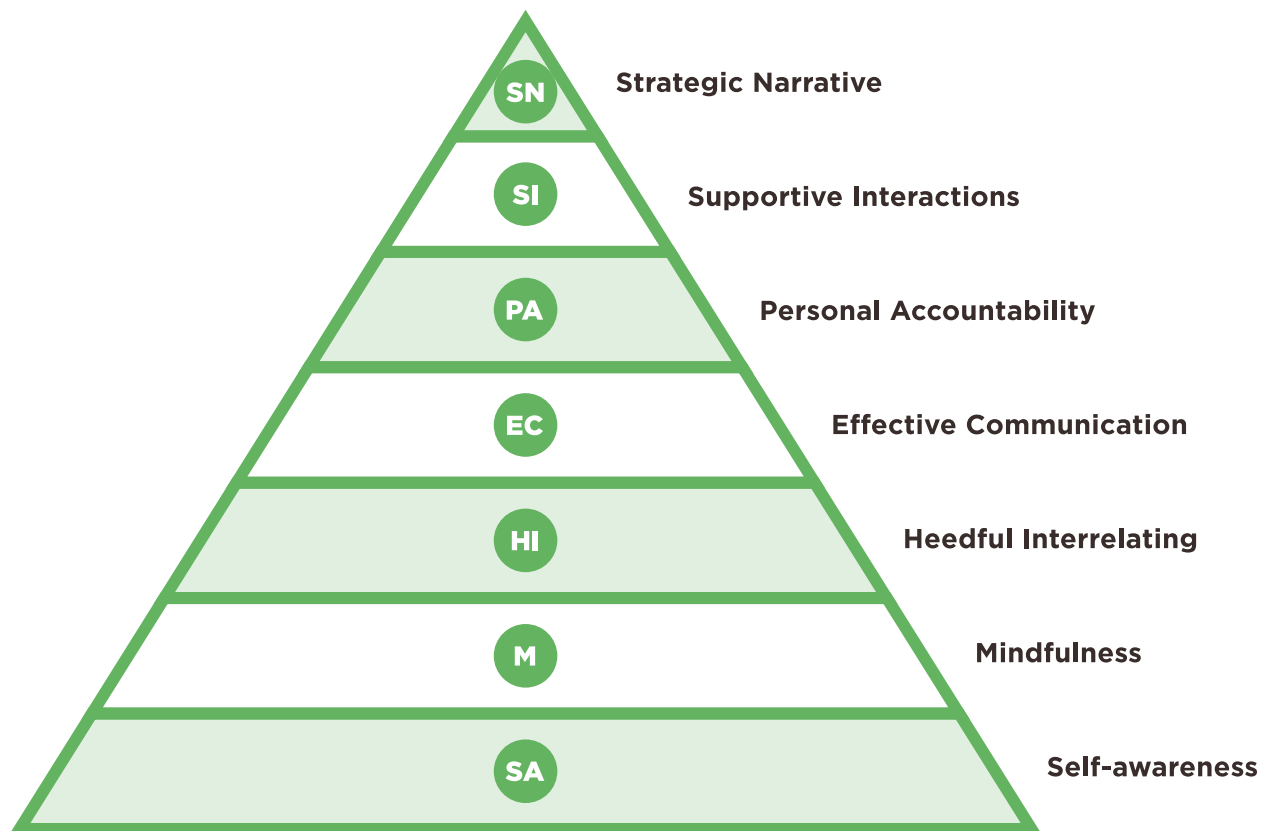 SN
Strategic Narrative
SI
Supportive Interactions
PA
Personal Accountability
EC
Effective Communication
HI
Heedful Interrelating
M
Mindfulness
SA
Self-awareness